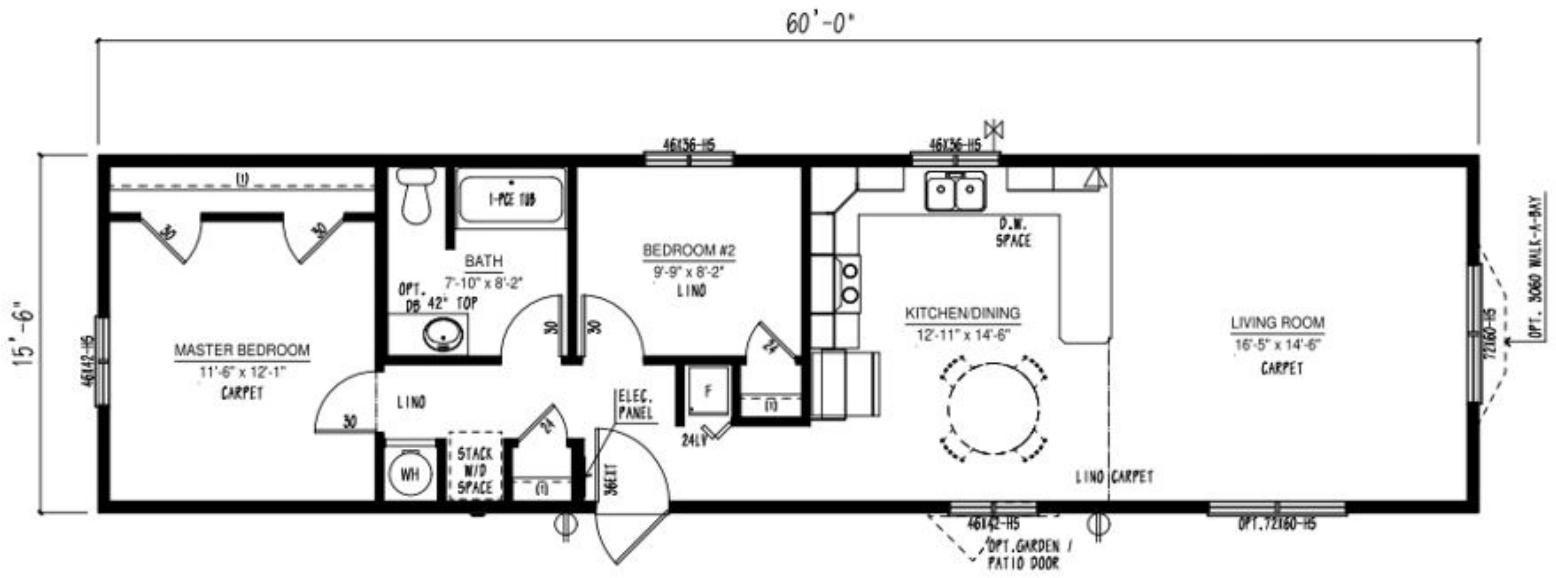 60'-0"
15'-6"
46X36-H5
46X36-H5
(1)
30
30
1-PCE TUB
BATH
7'-10" x 8'-2"
OPT.
DB 42" TOP
30
30
BEDROOM #2
9'-9" x 8'-2"
LINO
24
D.W.
SPACE
KITCHEN/DINING
12'-11" x 14'-6"
LIVING ROOM
16'-5" x 14'-6"
CARPET
OPT. 3060 WALK-A-BAY
72X60-H5
46X42-H5
MASTER BEDROOM
11'-6" x 12'-1"
CARPET
30
LINO
ELEC.
PANEL
F
(1)
24LV
24
WH
STACK
W/D
SPACE
(1)
36EXT
LINO CARPET
46X42-H5
OPT.GARDEN /
PATIO DOOR
OPT.72X60-H5